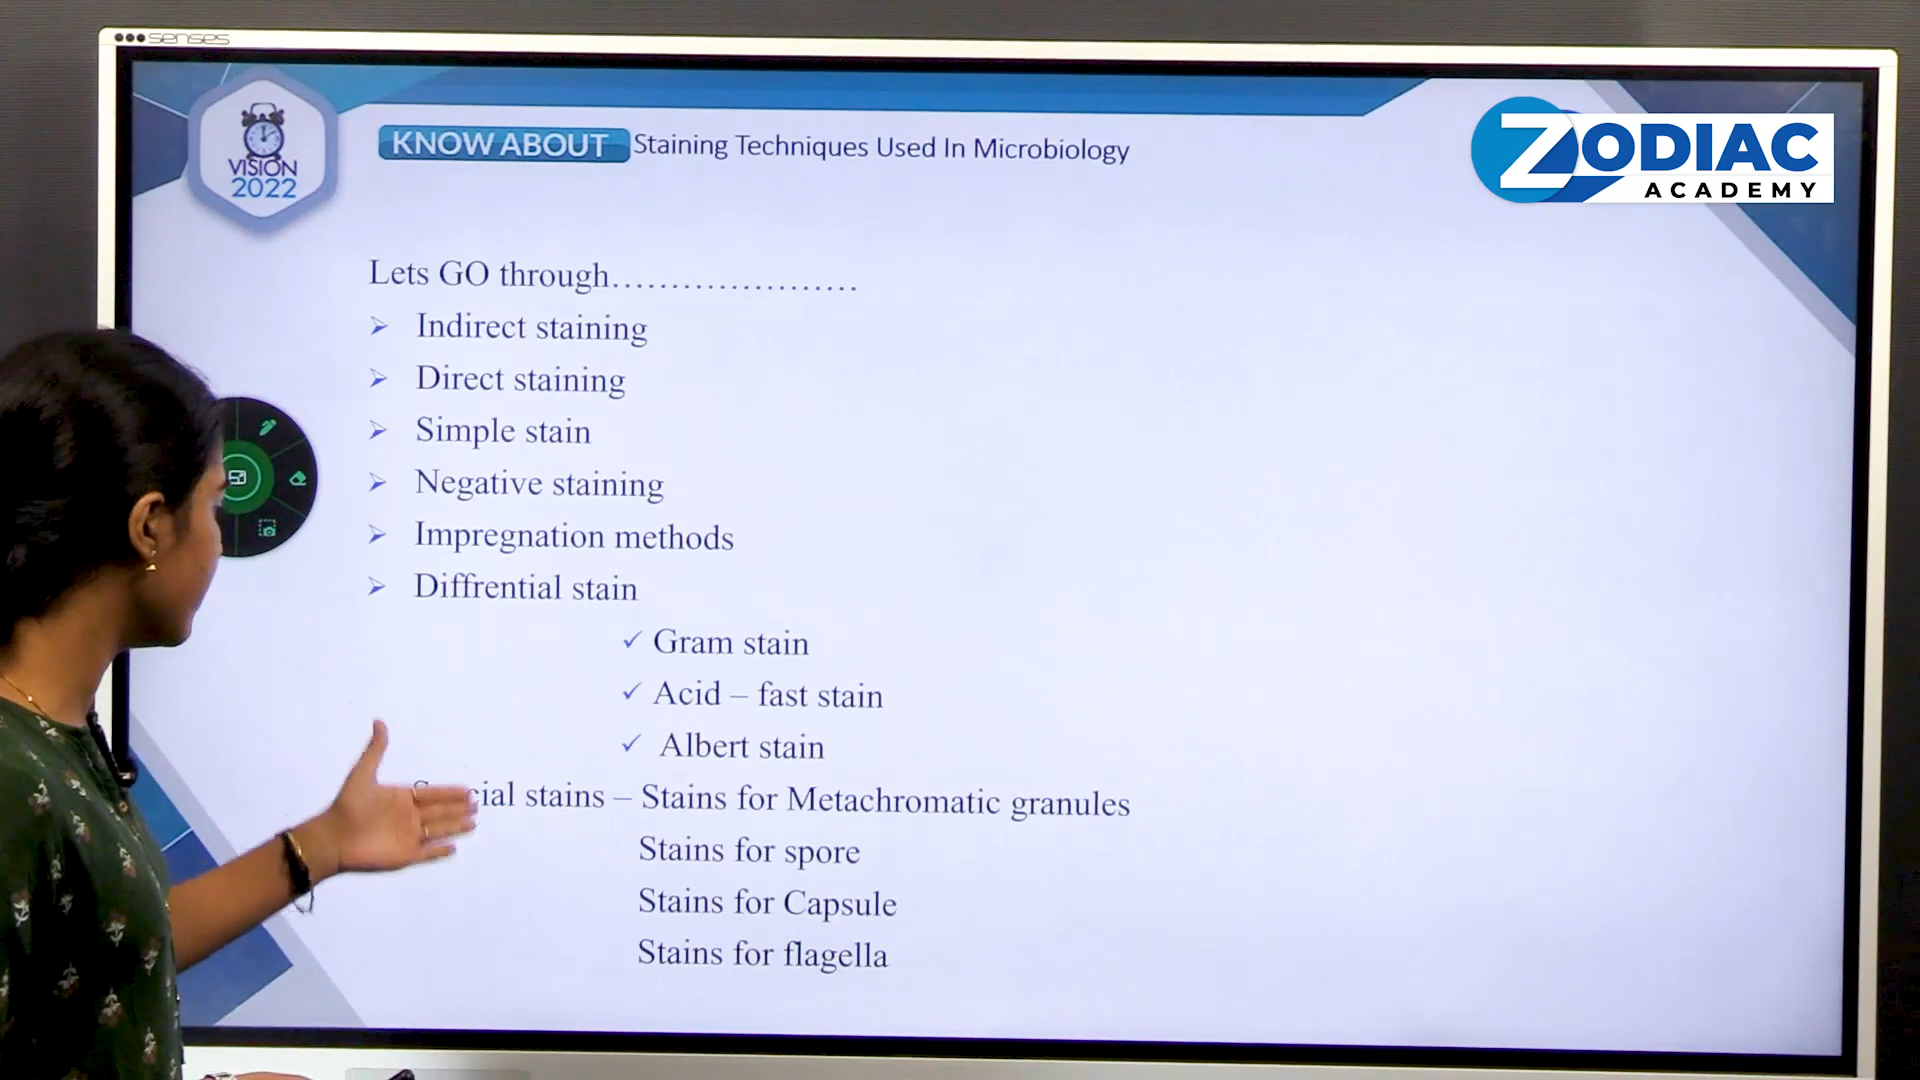 senses
VISION
2022
KNOW ABOUT Staining Techniques Used In Microbiology
ZODIAC
ACADEMY
Lets GO through.....................
Indirect staining
Direct staining
Simple stain
Negative staining
Impregnation methods
Diffrential stain
Gram stain
Acid – fast stain
Albert stain
stains – Stains for Metachromatic granules
Stains for spore
Stains for Capsule
Stains for flagella